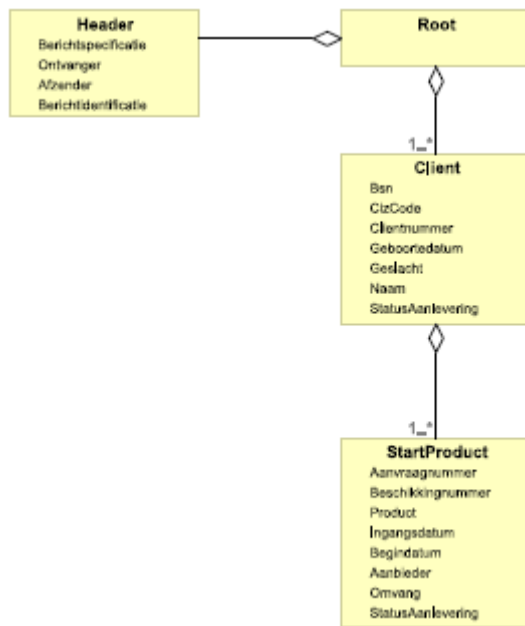 Header
Berichtspecificatie
Ontvanger
Afzender
Berichtidentificatie
Root
1..*
Client
Bsn
CizCode
Clientnummer
Geboortedatum
Geslacht
Naam
StatusAanlevering
1..*
StartProduct
Aanvraagnummer
Beschikkingnummer
Product
Ingangsdatum
Begindatum
Aanbieder
Omvang
StatusAanlevering